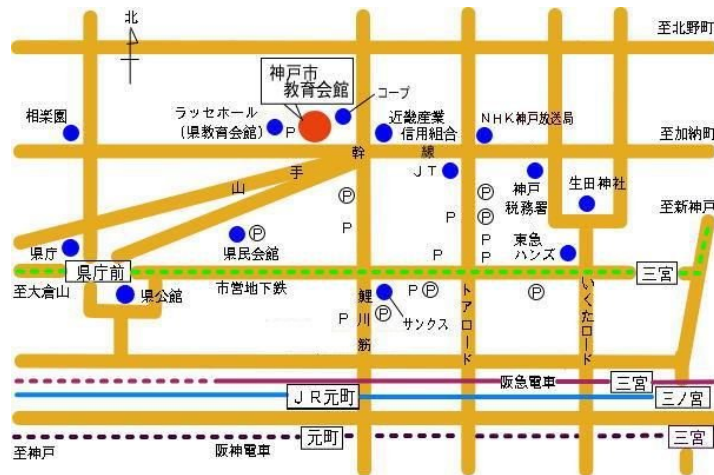 北
至北野町
神戸市
教育会館
コープ
相楽園
ラッセホール
(県教育会館)
P
近畿産業
信用組合
NHK神戸放送局
至加納町
山手幹線
JT
神戸
税務署
生田神社
至新神戸
P
P
P
P
P
県庁
県民会館
P
東急
ハンズ
P
P
P
県庁前
三宮
至大倉山
県公館
市営地下鉄
鯉川筋
P
P
P
サンクス
P
P
トアロード
いくたロード
阪急電車
三宮
JR元町
三ノ宮
元町
三宮
至神戸
阪神電車